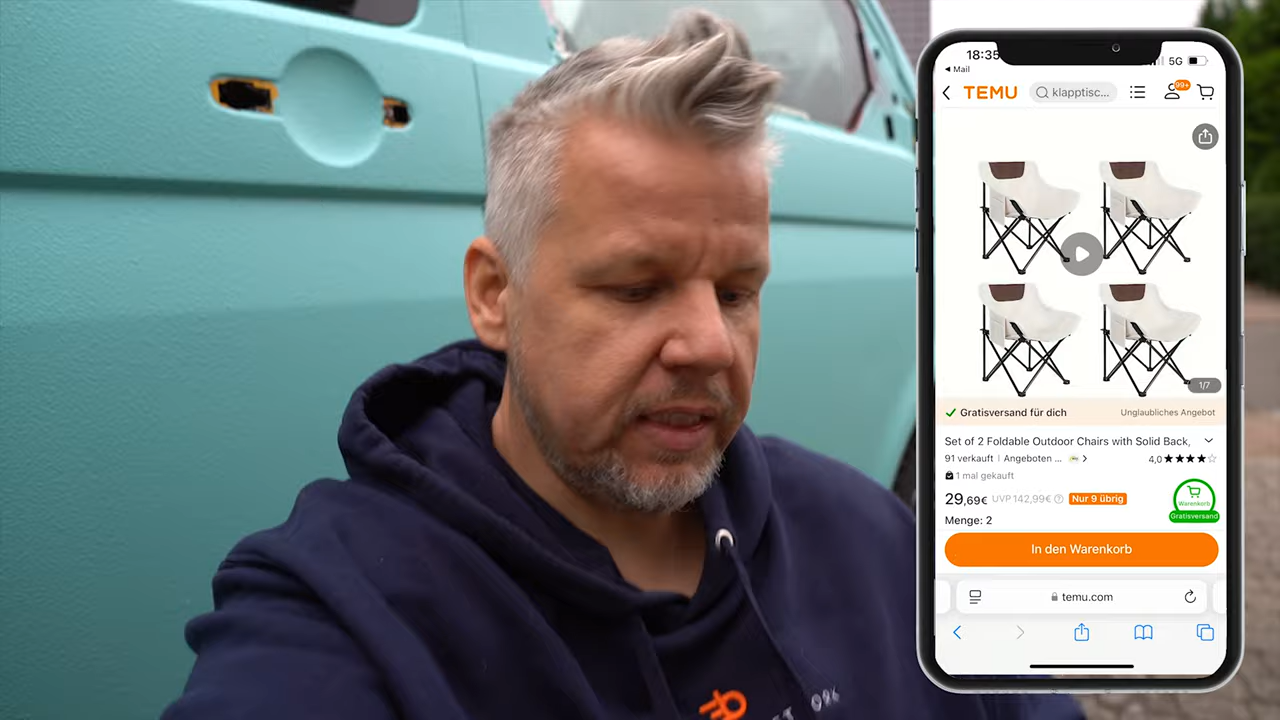 18:35
5G
◂ Mail
TEMU
klapptisc...
99+
1/7
Gratisversand für dich
Unglaubliches Angebot
Set of 2 Foldable Outdoor Chairs with Solid Back,
91 verkauft | Angeboten ...
4,0
1 mal gekauft
29,69€ UVP 142,99€ Nur 9 übrig
Warenkorb
Gratisversand
Menge: 2
In den Warenkorb
temu.com